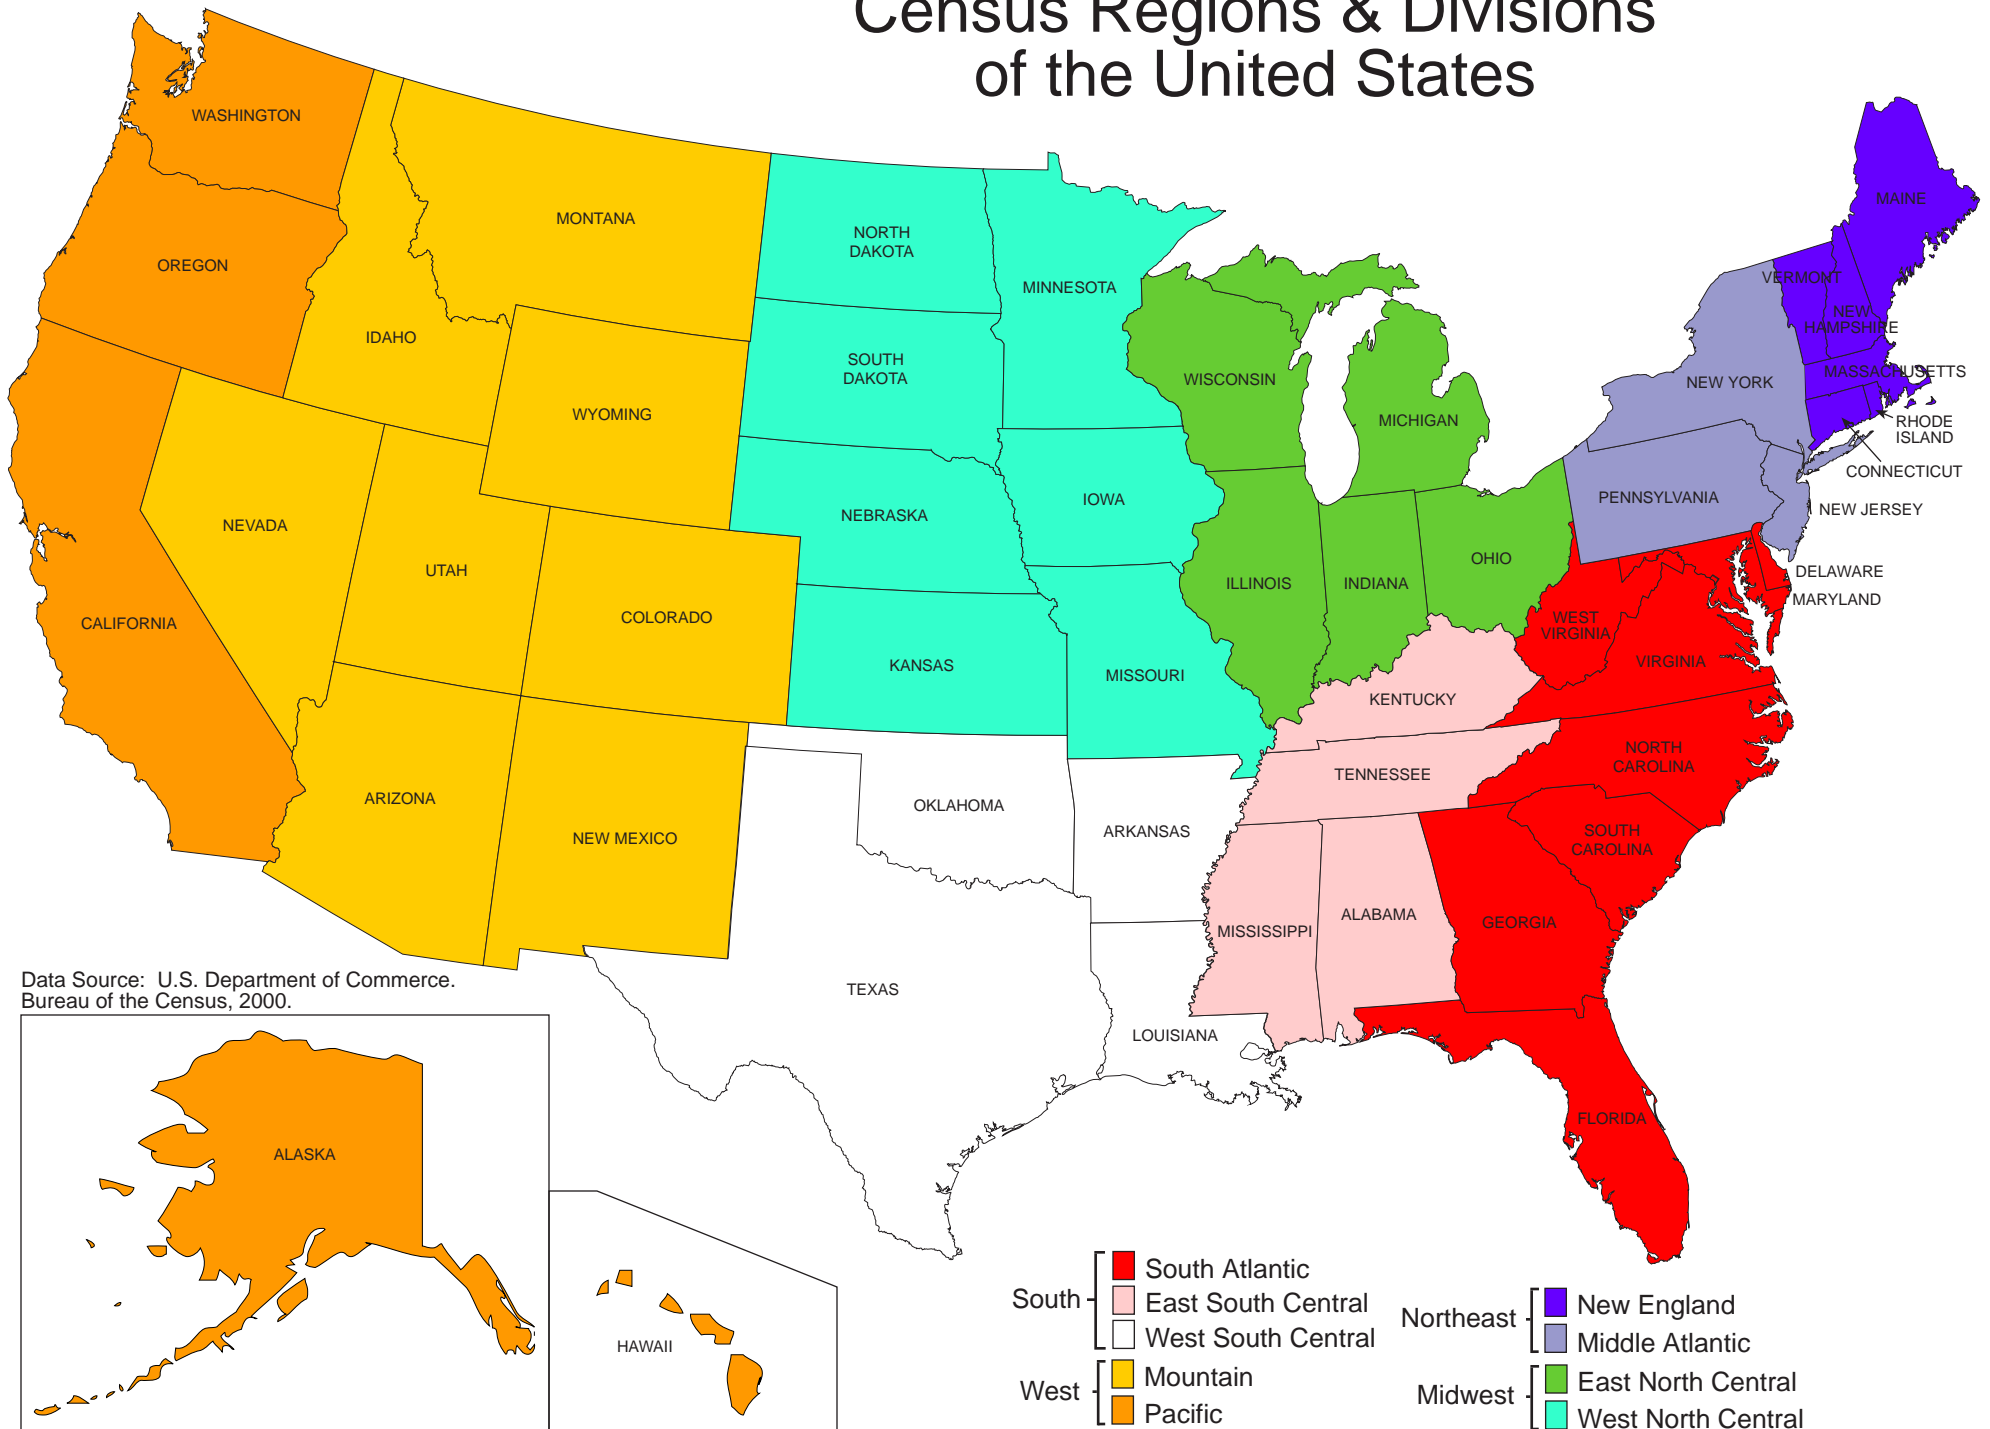 Census Regions & Divisions
of the United States
WASHINGTON
MONTANA
NORTH
DAKOTA
MINNESOTA
MAINE
OREGON
VERMONT
NEW
HAMPSHIRE
IDAHO
SOUTH
DAKOTA
WISCONSIN
MASSACHUSETTS
NEW YORK
WYOMING
MICHIGAN
RHODE
ISLAND
CONNECTICUT
NEVADA
NEBRASKA
IOWA
PENNSYLVANIA
NEW JERSEY
UTAH
ILLINOIS
INDIANA
OHIO
DELAWARE
MARYLAND
CALIFORNIA
COLORADO
WEST
VIRGINIA
KANSAS
MISSOURI
VIRGINIA
KENTUCKY
NORTH
CAROLINA
TENNESSEE
ARIZONA
OKLAHOMA
ARKANSAS
NEW MEXICO
SOUTH
CAROLINA
MISSISSIPPI
ALABAMA
GEORGIA
TEXAS
LOUISIANA
FLORIDA
Data Source:  U.S. Department of Commerce.
Bureau of the Census, 2000.
ALASKA
HAWAII
South
South Atlantic
East South Central
West South Central
West
Mountain
Pacific
Northeast
New England
Middle Atlantic
Midwest
East North Central
West North Central